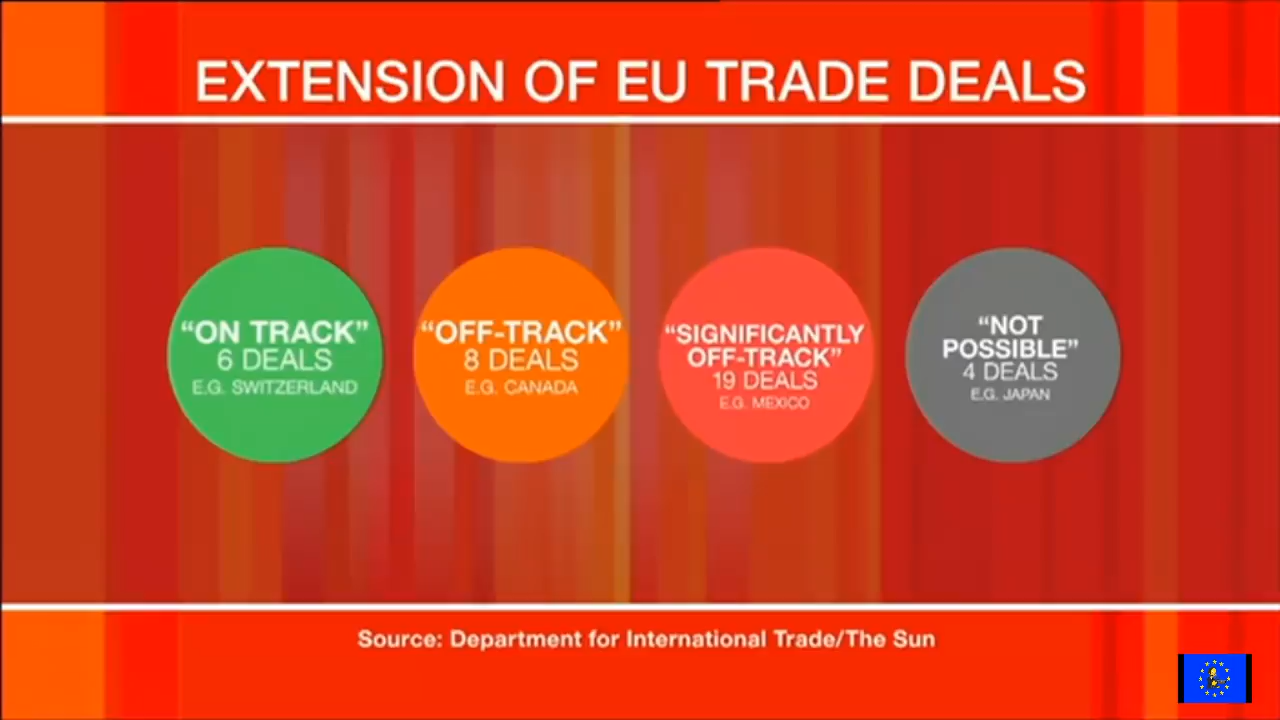 EXTENSION OF EU TRADE DEALS
“ON TRACK”
6 DEALS
E.G. SWITZERLAND
“OFF-TRACK”
8 DEALS
E.G. CANADA
“SIGNIFICANTLY
OFF-TRACK”
19 DEALS
E.G. MEXICO
“NOT
POSSIBLE”
4 DEALS
E.G. JAPAN
Source: Department for International Trade/The Sun